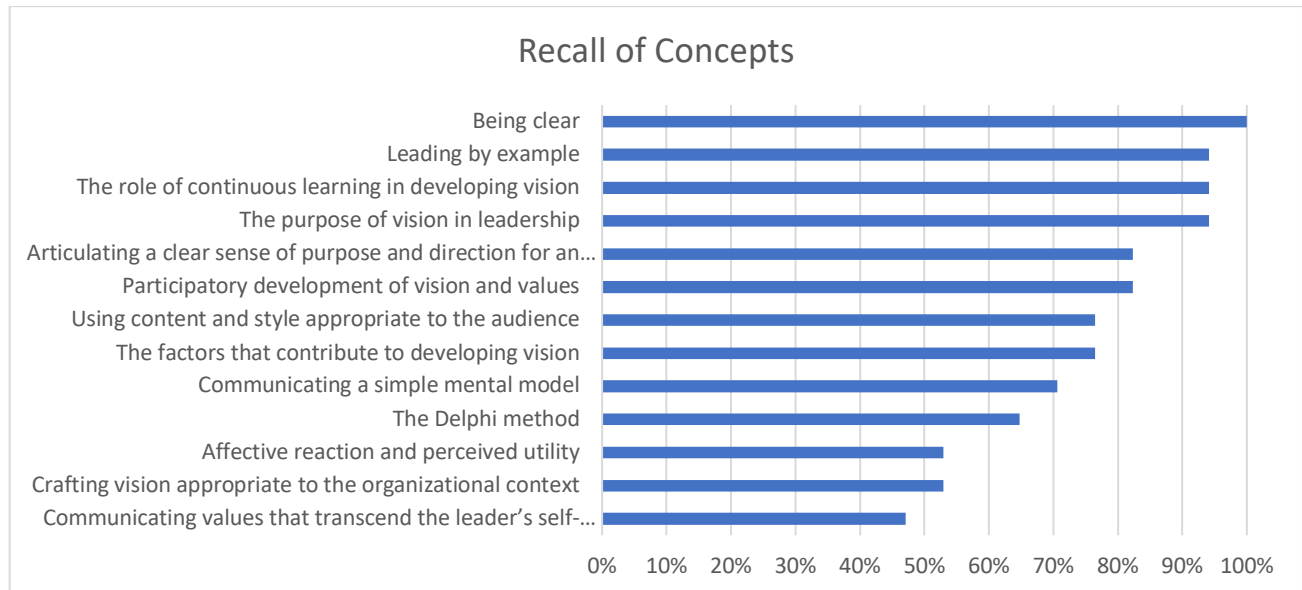 Recall of Concepts
Being clear
Leading by example
The role of continuous learning in developing vision
The purpose of vision in leadership
Articulating a clear sense of purpose and direction for an…
Participatory development of vision and values
Using content and style appropriate to the audience
The factors that contribute to developing vision
Communicating a simple mental model
The Delphi method
Affective reaction and perceived utility
Crafting vision appropriate to the organizational context
Communicating values that transcend the leader’s self-…
0% 10% 20% 30% 40% 50% 60% 70% 80% 90% 100%